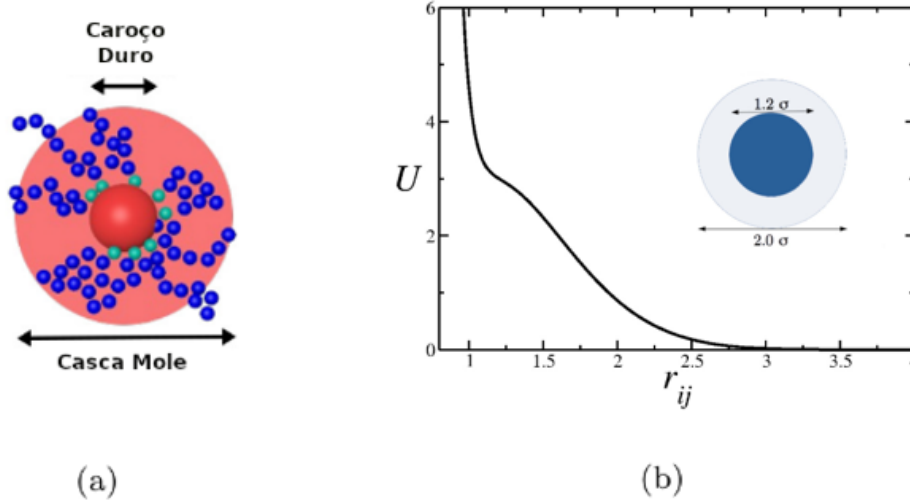 Caroço
Duro
Casca Mole
(a)
6
4
U
2
0
1.2 σ
2.0 σ
1 1.5 2 2.5 3 3.5
r_ij
(b)